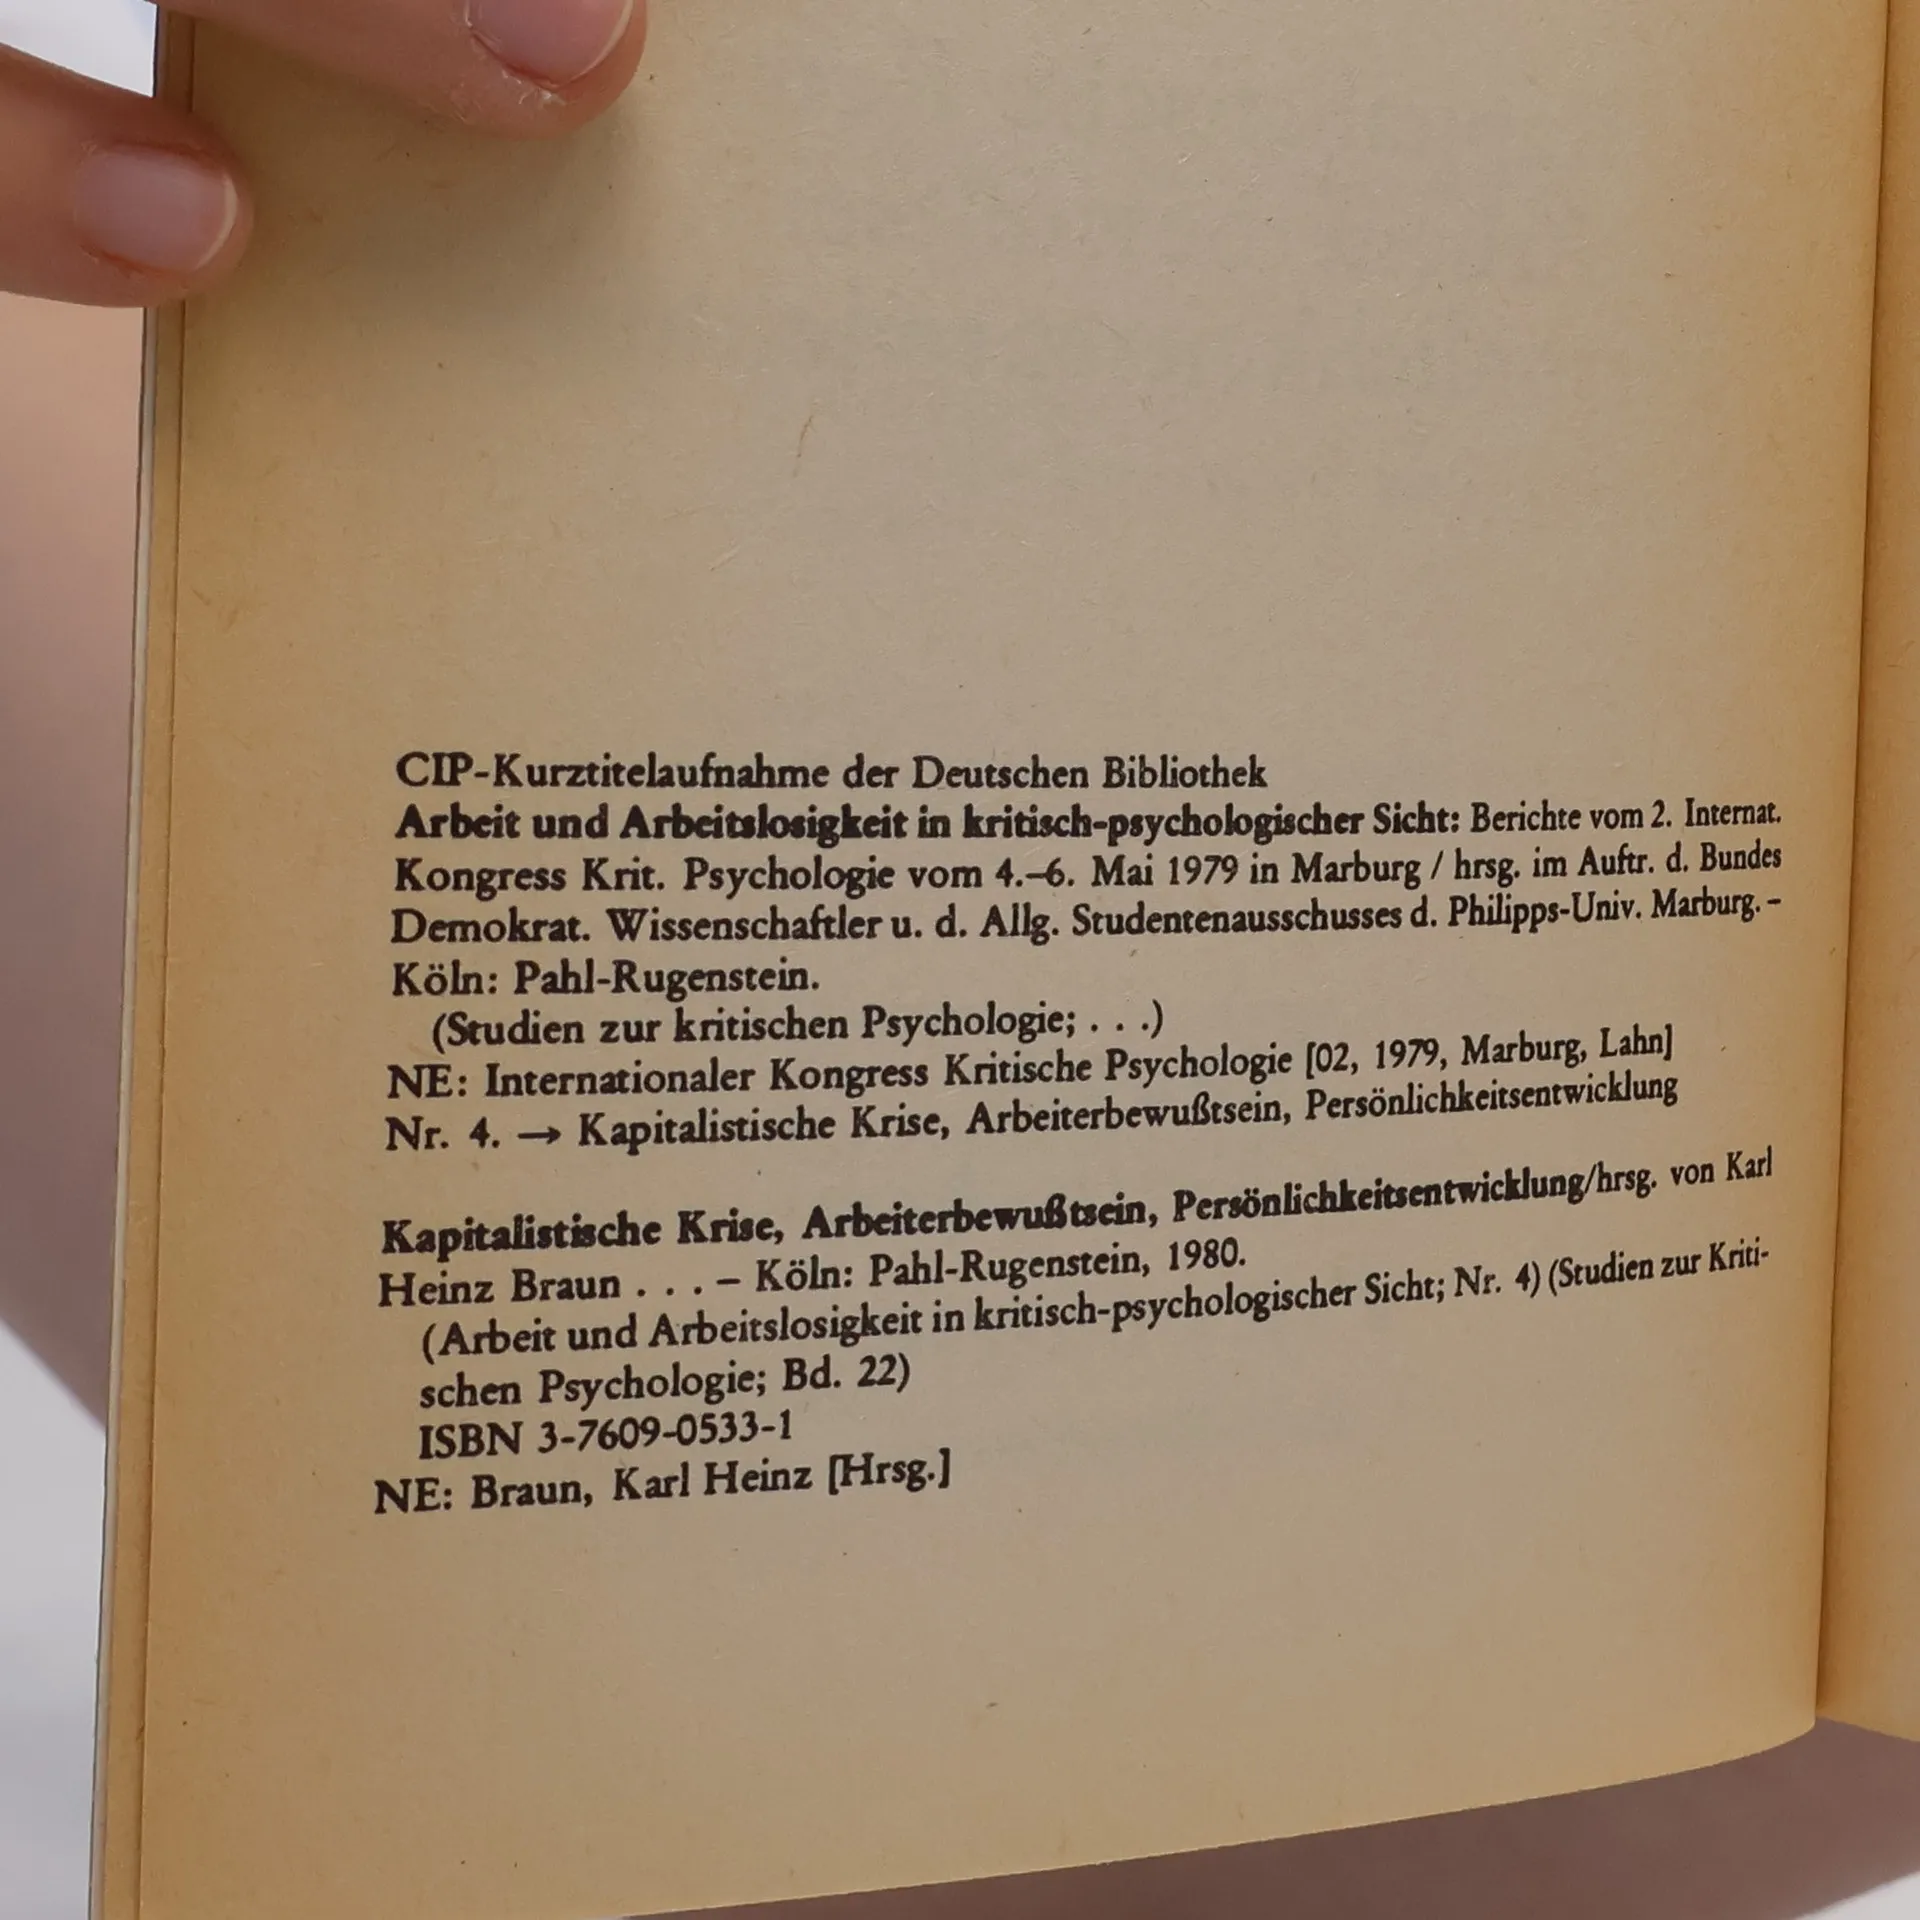 CIP-Kurztitelaufnahme der Deutschen Bibliothek
Arbeit und Arbeitslosigkeit in kritisch-psychologischer Sicht: Berichte vom 2. Internat.
Kongress Krit. Psychologie vom 4.–6. Mai 1979 in Marburg / hrsg. im Auftr. d. Bundes
Demokrat. Wissenschaftler u. d. Allg. Studentenausschusses d. Philipps-Univ. Marburg. –
Köln: Pahl-Rugenstein.
(Studien zur kritischen Psychologie; . . .)
NE: Internationaler Kongress Kritische Psychologie [02, 1979, Marburg, Lahn]
Nr. 4. → Kapitalistische Krise, Arbeiterbewußtsein, Persönlichkeitsentwicklung
Kapitalistische Krise, Arbeiterbewußtsein, Persönlichkeitsentwicklung/hrsg. von Karl
Heinz Braun . . . – Köln: Pahl-Rugenstein, 1980.
(Arbeit und Arbeitslosigkeit in kritisch-psychologischer Sicht; Nr. 4) (Studien zur Kriti-
schen Psychologie; Bd. 22)
ISBN 3-7609-0533-1
NE: Braun, Karl Heinz [Hrsg.]